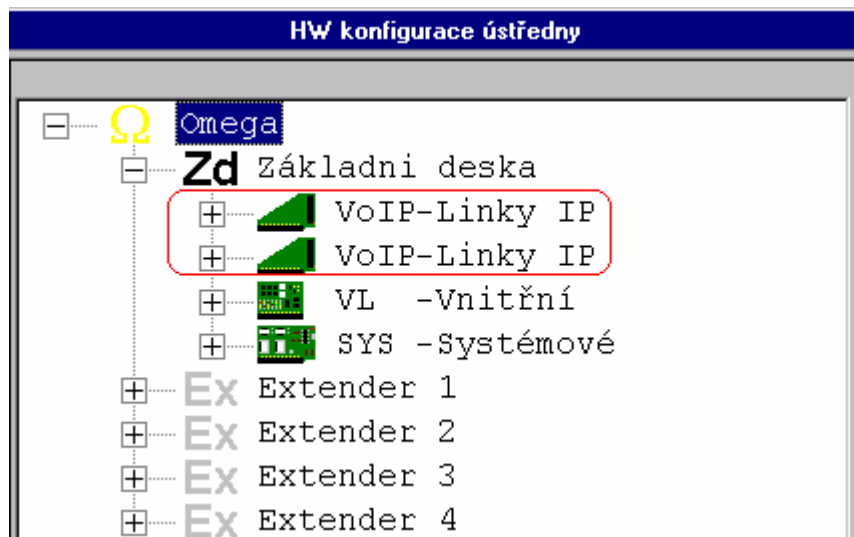 HW konfigurace ústředny
Ω Omega
Zd Základni deska
VoIP-Linky IP
VoIP-Linky IP
VL -Vnitřní
SYS -Systémové
Ex Extender 1
Ex Extender 2
Ex Extender 3
Ex Extender 4